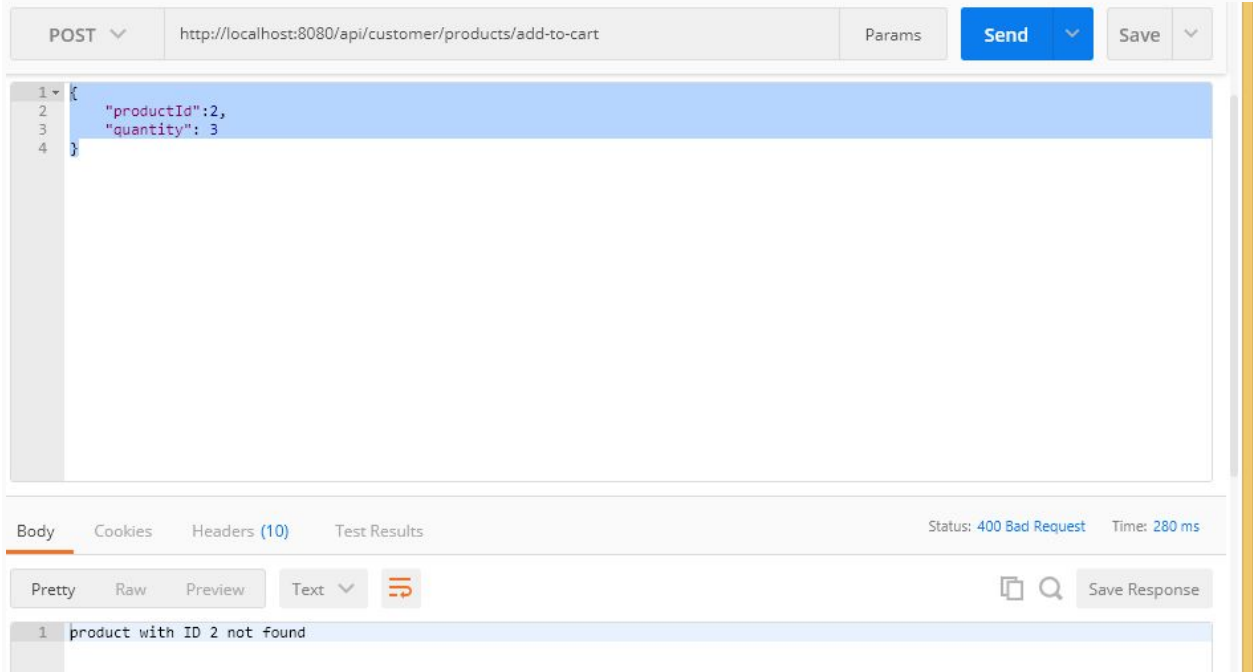 POST http://localhost:8080/api/customer/products/add-to-cart Params Send Save
1 {
2 "productId":2,
3 "quantity": 3
4 }
Body Cookies Headers (10) Test Results Status: 400 Bad Request Time: 280 ms
Pretty Raw Preview Text Save Response
1 product with ID 2 not found